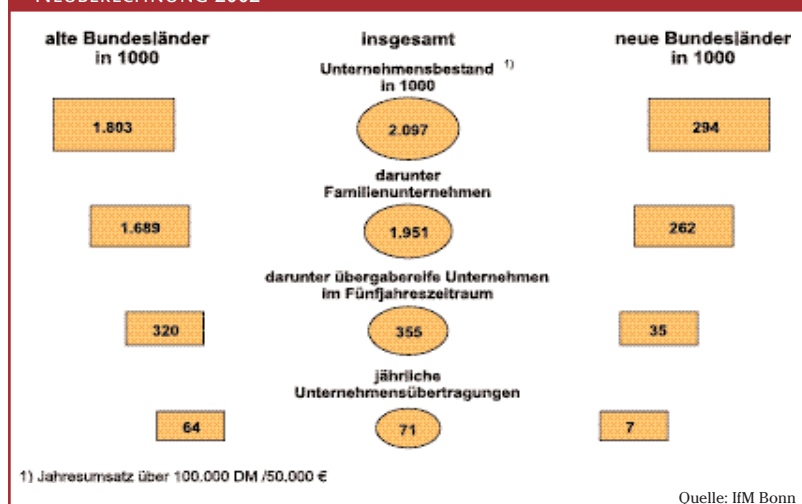 NEUBERECHNUNG 2002
alte Bundesländer
in 1000
insgesamt
Unternehmensbestand 1)
in 1000
neue Bundesländer
in 1000
1.803
2.097
294
darunter
Familienunternehmen
1.689
1.951
262
darunter übergabereife Unternehmen
im Fünfjahreszeitraum
320
355
35
jährliche
Unternehmensübertragungen
64
71
7
1) Jahresumsatz über 100.000 DM /50.000 €
Quelle: IfM Bonn